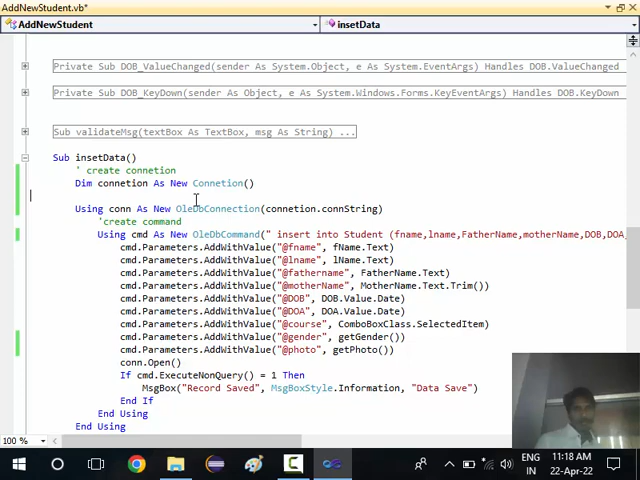 AddNewStudent.vb*
AddNewStudent
insetData
Private Sub DOB_ValueChanged(sender As System.Object, e As System.EventArgs) Handles DOB.ValueChanged
Private Sub DOB_KeyDown(sender As Object, e As System.Windows.Forms.KeyEventArgs) Handles DOB.KeyDown
Sub validateMsg(textBox As TextBox, msg As String) ...
Sub insetData()
' create connetion
Dim connetion As New Connetion()
Using conn As New OleDbConnection(connetion.connString)
'create command
Using cmd As New OleDbCommand(" insert into Student (fname,lname,FatherName,motherName,DOB,DOA,
cmd.Parameters.AddWithValue("@fname", fName.Text)
cmd.Parameters.AddWithValue("@lname", lName.Text)
cmd.Parameters.AddWithValue("@fathername", FatherName.Text)
cmd.Parameters.AddWithValue("@motherName", MotherName.Text.Trim())
cmd.Parameters.AddWithValue("@DOB", DOB.Value.Date)
cmd.Parameters.AddWithValue("@DOA", DOA.Value.Date)
cmd.Parameters.AddWithValue("@course", ComboBoxClass.SelectedItem)
cmd.Parameters.AddWithValue("@gender", getGender())
cmd.Parameters.AddWithValue("@photo", getPhoto())
conn.Open()
If cmd.ExecuteNonQuery() = 1 Then
MsgBox("Record Saved", MsgBoxStyle.Information, "Data Save")
End If
End Using
End Using
100 %
ENG 11:18 AM
IN 22-Apr-22